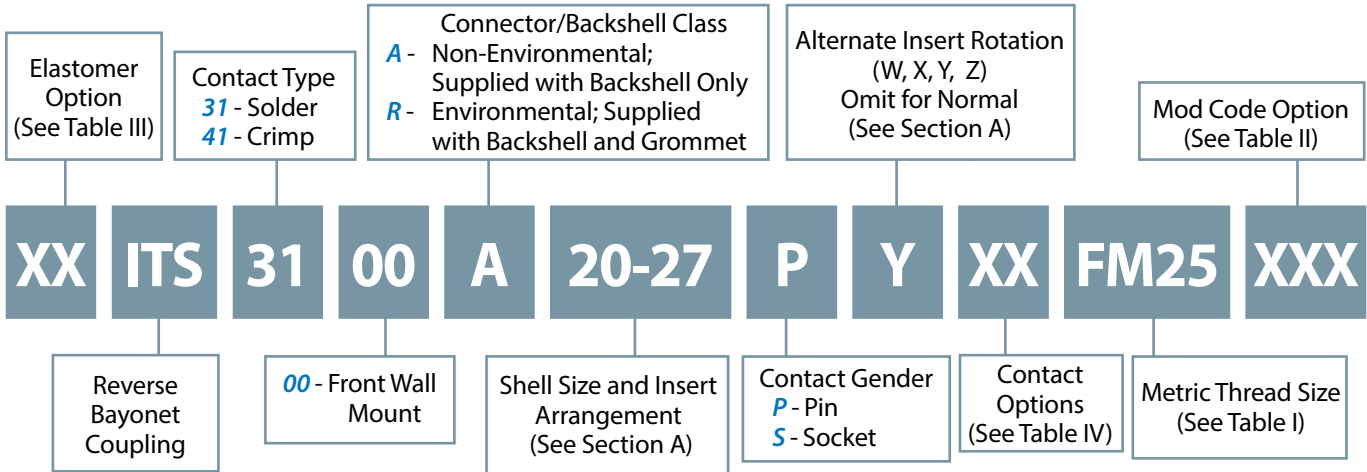 Elastomer
Option
(See Table III)
Contact Type
31 - Solder
41 - Crimp
Connector/Backshell Class
A - Non-Environmental;
Supplied with Backshell Only
R - Environmental; Supplied
with Backshell and Grommet
Alternate Insert Rotation
(W, X, Y, Z)
Omit for Normal
(See Section A)
Mod Code Option
(See Table II)
XX ITS 31 00 A 20-27 P Y XX FM25 XXX
Reverse
Bayonet
Coupling
00 - Front Wall
Mount
Shell Size and Insert
Arrangement
(See Section A)
Contact Gender
P - Pin
S - Socket
Contact
Options
(See Table IV)
Metric Thread Size
(See Table I)